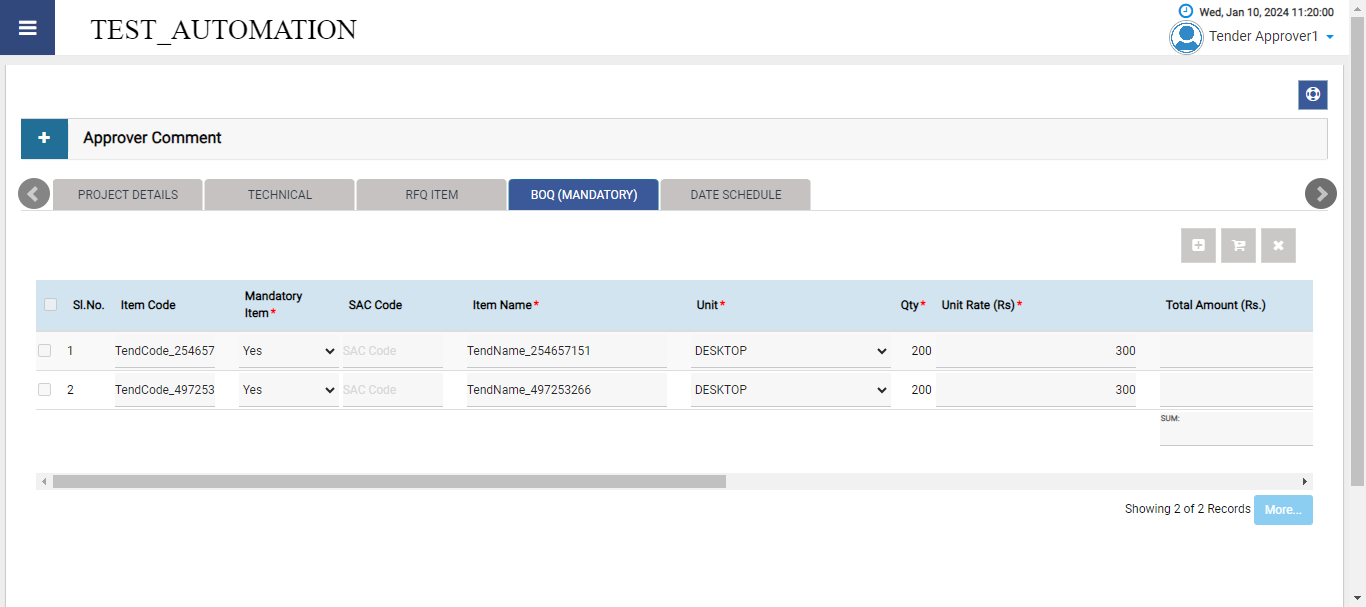 TEST_AUTOMATION
Wed, Jan 10, 2024 11:20:00
Tender Approver1
Approver Comment
PROJECT DETAILS TECHNICAL RFQ ITEM BOQ (MANDATORY) DATE SCHEDULE
Sl.No. Item Code Mandatory Item* SAC Code Item Name* Unit* Qty* Unit Rate (Rs)* Total Amount (Rs.)
1 TendCode_254657 Yes SAC Code TendName_254657151 DESKTOP 200 300
2 TendCode_497253 Yes SAC Code TendName_497253266 DESKTOP 200 300
SUM:
Showing 2 of 2 Records More...